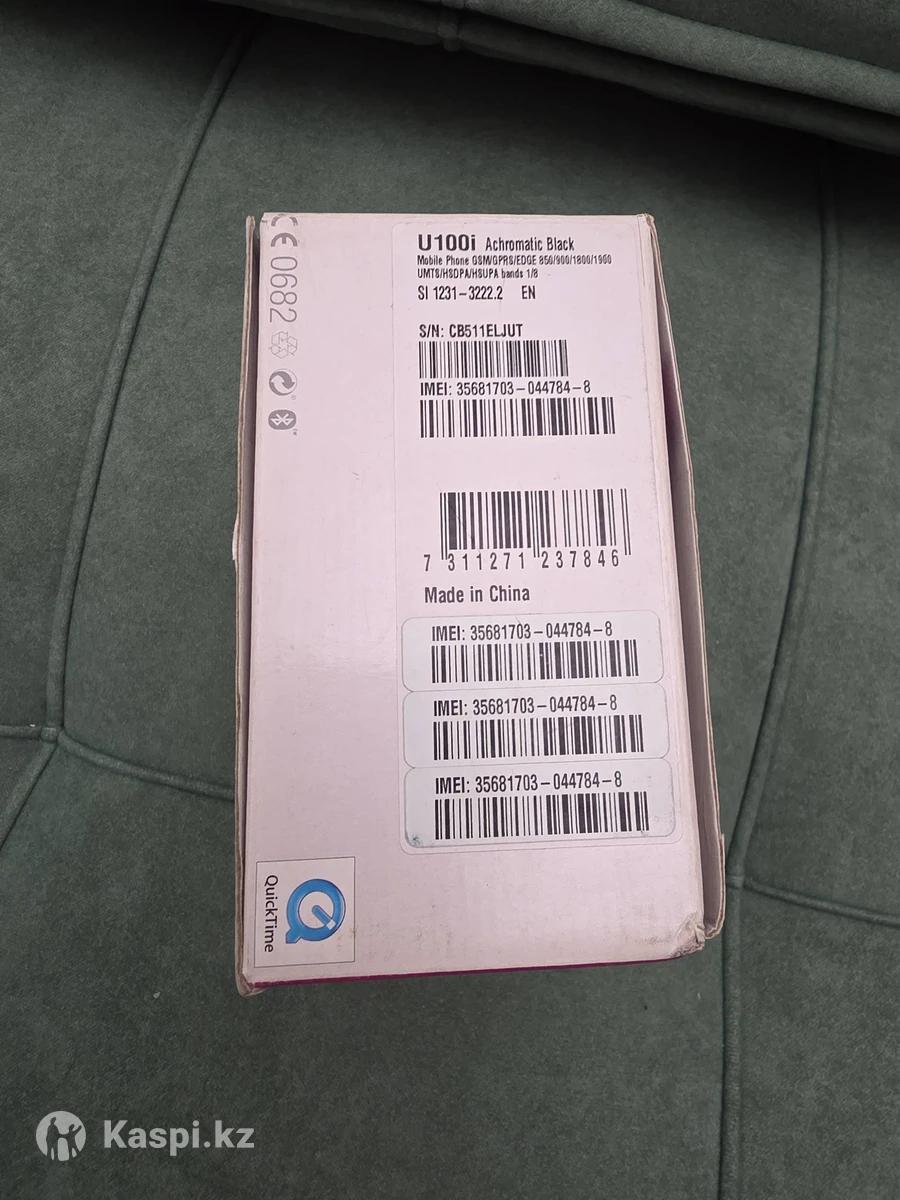 CE 0682
U100i Achromatic Black
Mobile Phone GSM/GPRS/EDGE 850/900/1800/1900
UMTS/HSDPA/HSUPA bands 1/8
SI 1231-3222.2 EN
S/N: CB511ELJUT
IMEI: 35681703-044784-8
7 311271 237846
Made in China
IMEI: 35681703-044784-8
IMEI: 35681703-044784-8
IMEI: 35681703-044784-8
QuickTime
Kaspi.kz